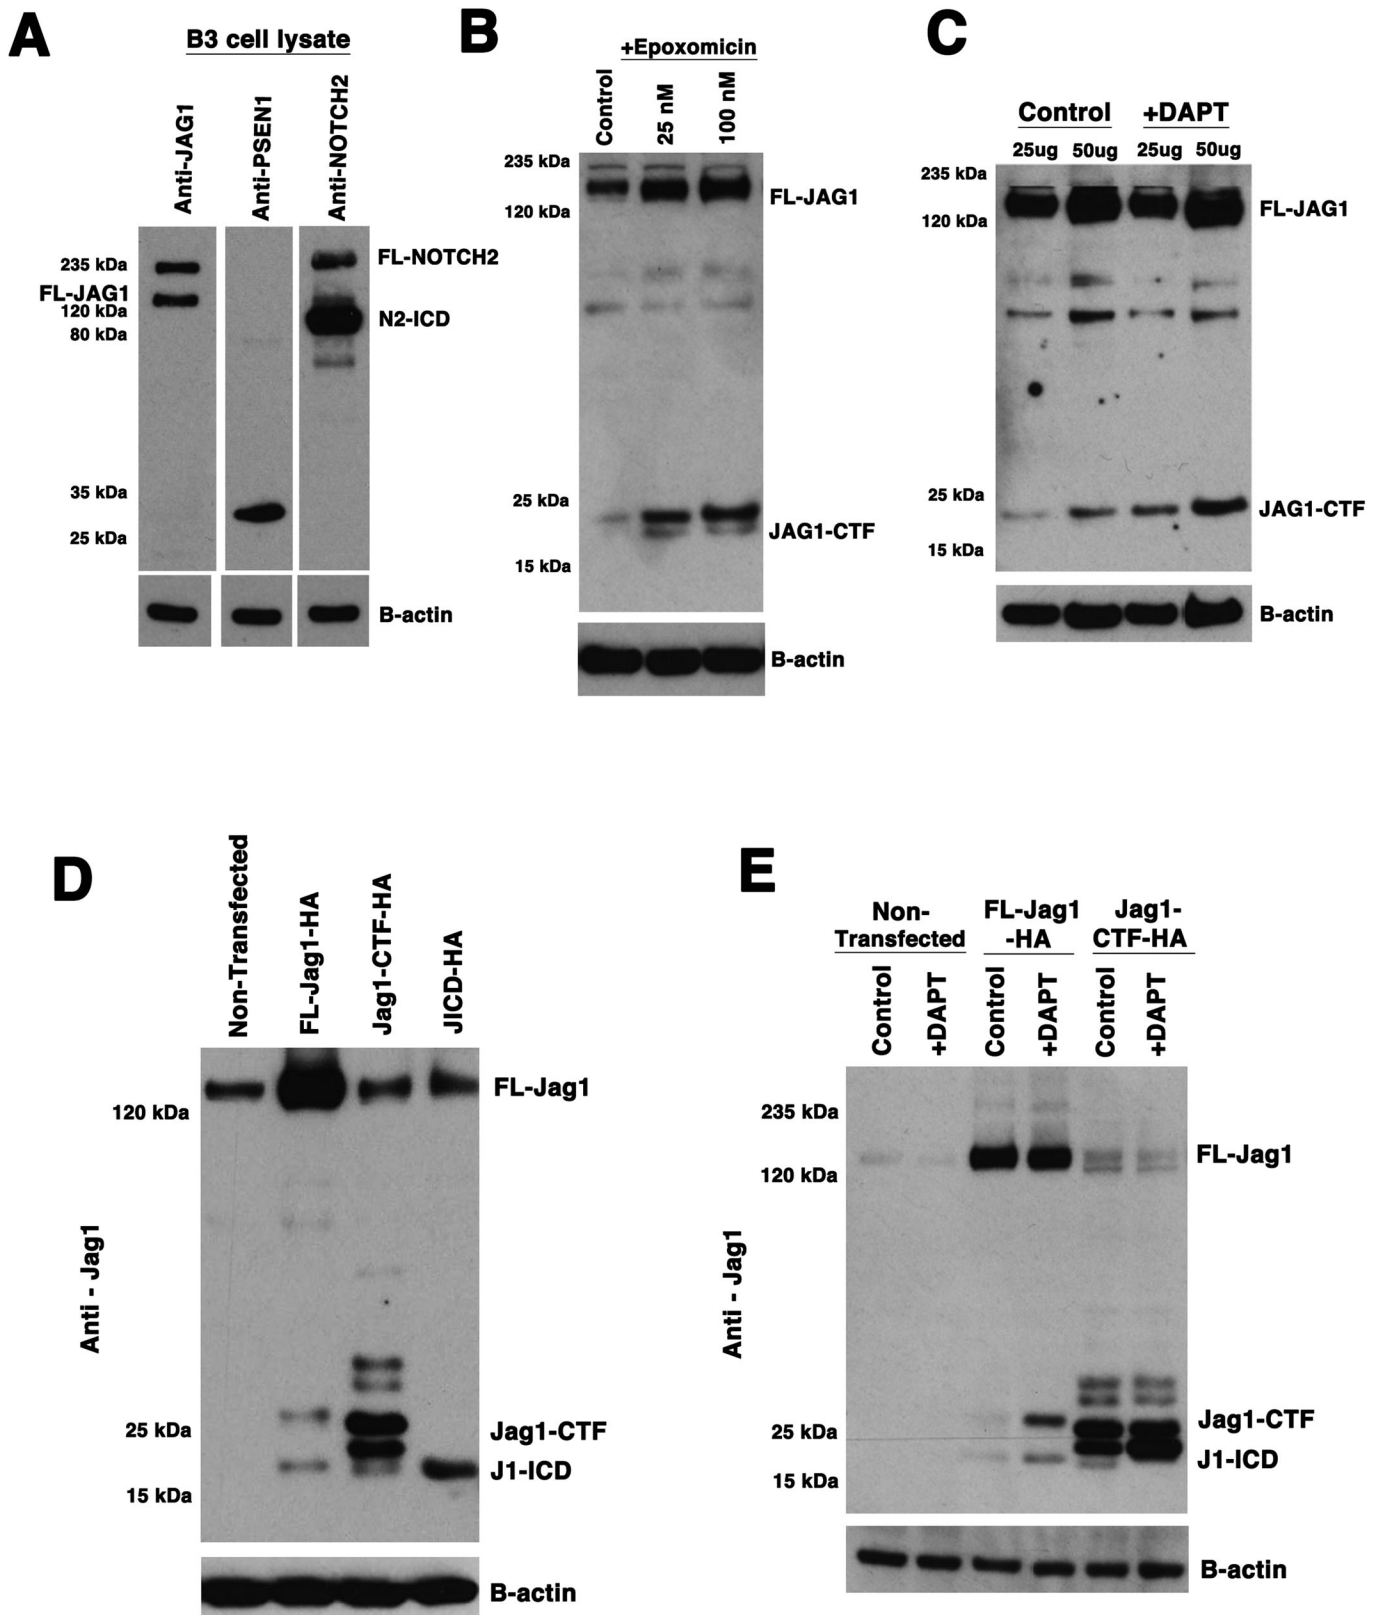 A
B3 cell lysate
Anti-JAG1
Anti-PSEN1
Anti-NOTCH2
235 kDa
FL-JAG1
120 kDa
80 kDa
35 kDa
25 kDa
FL-NOTCH2
N2-ICD
B-actin
B
+Epoxomicin
Control
25 nM
100 nM
235 kDa
120 kDa
25 kDa
15 kDa
FL-JAG1
JAG1-CTF
B-actin
C
Control +DAPT
25ug 50ug 25ug 50ug
235 kDa
120 kDa
25 kDa
15 kDa
FL-JAG1
JAG1-CTF
B-actin
D
Non-Transfected
FL-Jag1-HA
Jag1-CTF-HA
JICD-HA
Anti - Jag1
120 kDa
25 kDa
15 kDa
FL-Jag1
Jag1-CTF
J1-ICD
B-actin
E
Non-
Transfected
FL-Jag1
-HA
Jag1-
CTF-HA
Control
+DAPT
Control
+DAPT
Control
+DAPT
Anti - Jag1
235 kDa
120 kDa
25 kDa
15 kDa
FL-Jag1
Jag1-CTF
J1-ICD
B-actin